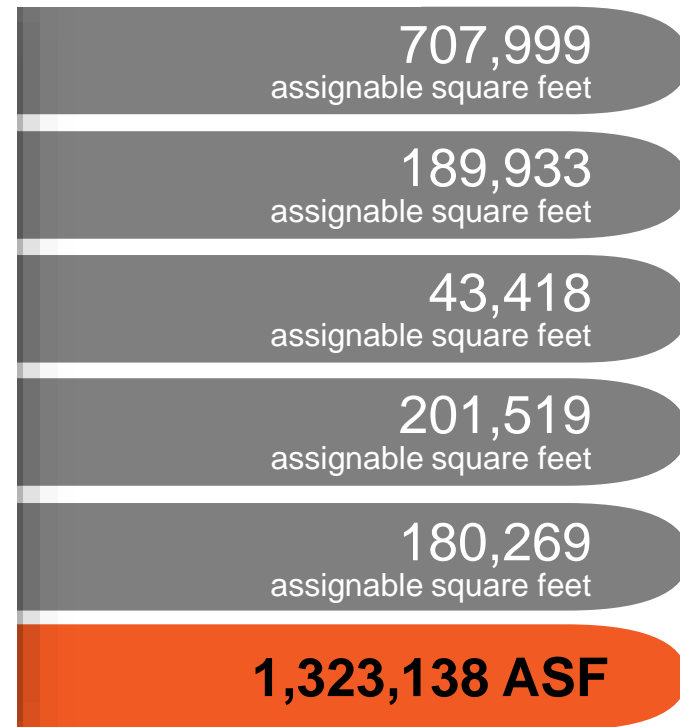 707,999
assignable square feet
189,933
assignable square feet
43,418
assignable square feet
201,519
assignable square feet
180,269
assignable square feet
1,323,138 ASF